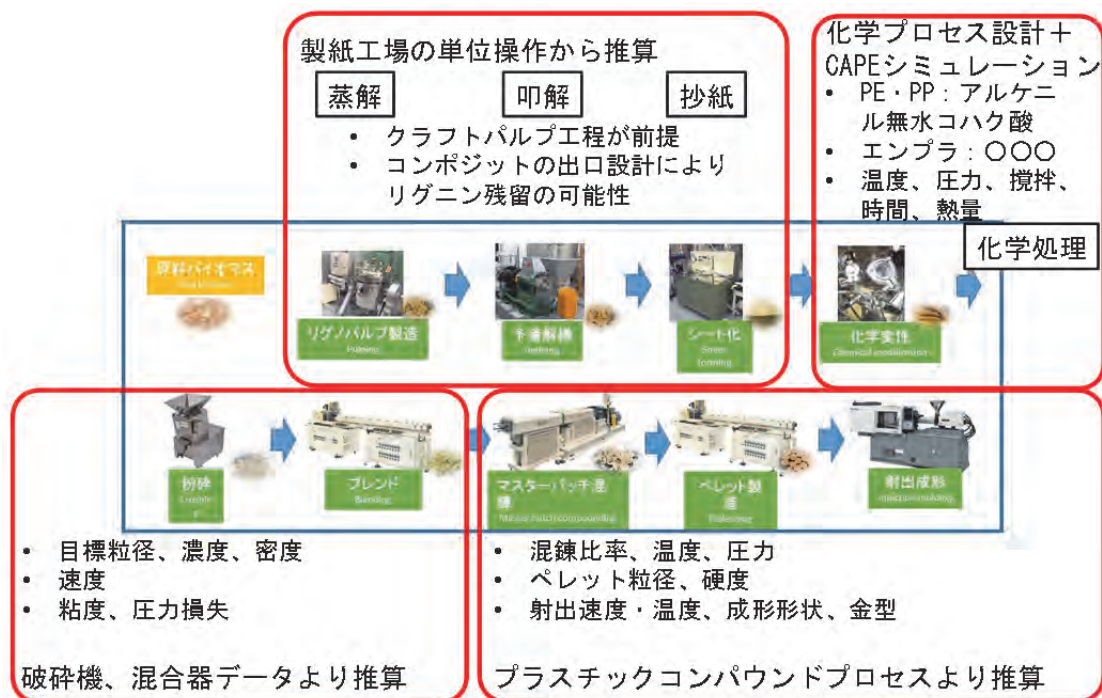 製紙工場の単位操作から推算
蒸解
叩解
抄紙
• クラフトパルプ工程が前提
• コンポジットの出口設計により
リグニン残留の可能性
化学プロセス設計+
CAPEシミュレーション
• PE・PP:アルケニ
ル無水コハク酸
• エンプラ:〇〇〇
• 温度、圧力、撹拌、
時間、熱量
化学処理
原料バイオマス
リグノパルプ製造
Pulping
予備解繊
シート化
Sheet
forming
化学変性
Chemical modification
粉砕
ブレンド
Blending
マスターバッチ混
練
Master batch compounding
ペレット製
造
射出成形
Injection molding
• 目標粒径、濃度、密度
• 速度
• 粘度、圧力損失
破砕機、混合器データより推算
• 混錬比率、温度、圧力
• ペレット粒径、硬度
• 射出速度・温度、成形形状、金型
プラスチックコンパウンドプロセスより推算